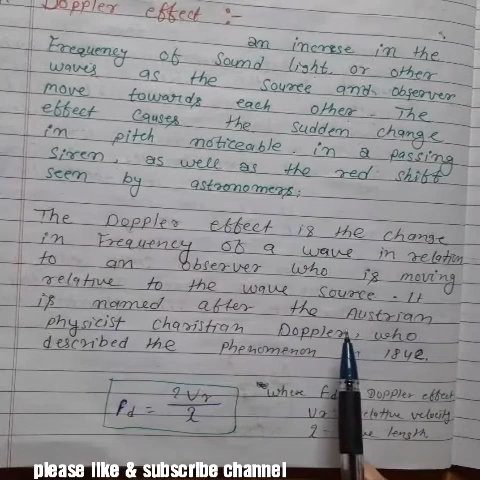 Doppler effect :-
an increse in the
Frequency of sound light, or other
waves as the source and observer
move towards each other. The
effect causes the sudden change
in pitch noticeable in a passing
Siren, as well as the red shift
seen by astronomers.
The Doppler effect is the change
in Frequency of a wave in relation
to an observer who is moving
relative to the wave source. It
is named after the Austrian
physicist charistian Doppler, who
described the phenomenon 1842.
Fd = 2Vr / λ
where Fd Doppler effect
Vr relative velocity
λ length
please like & subscribe channel